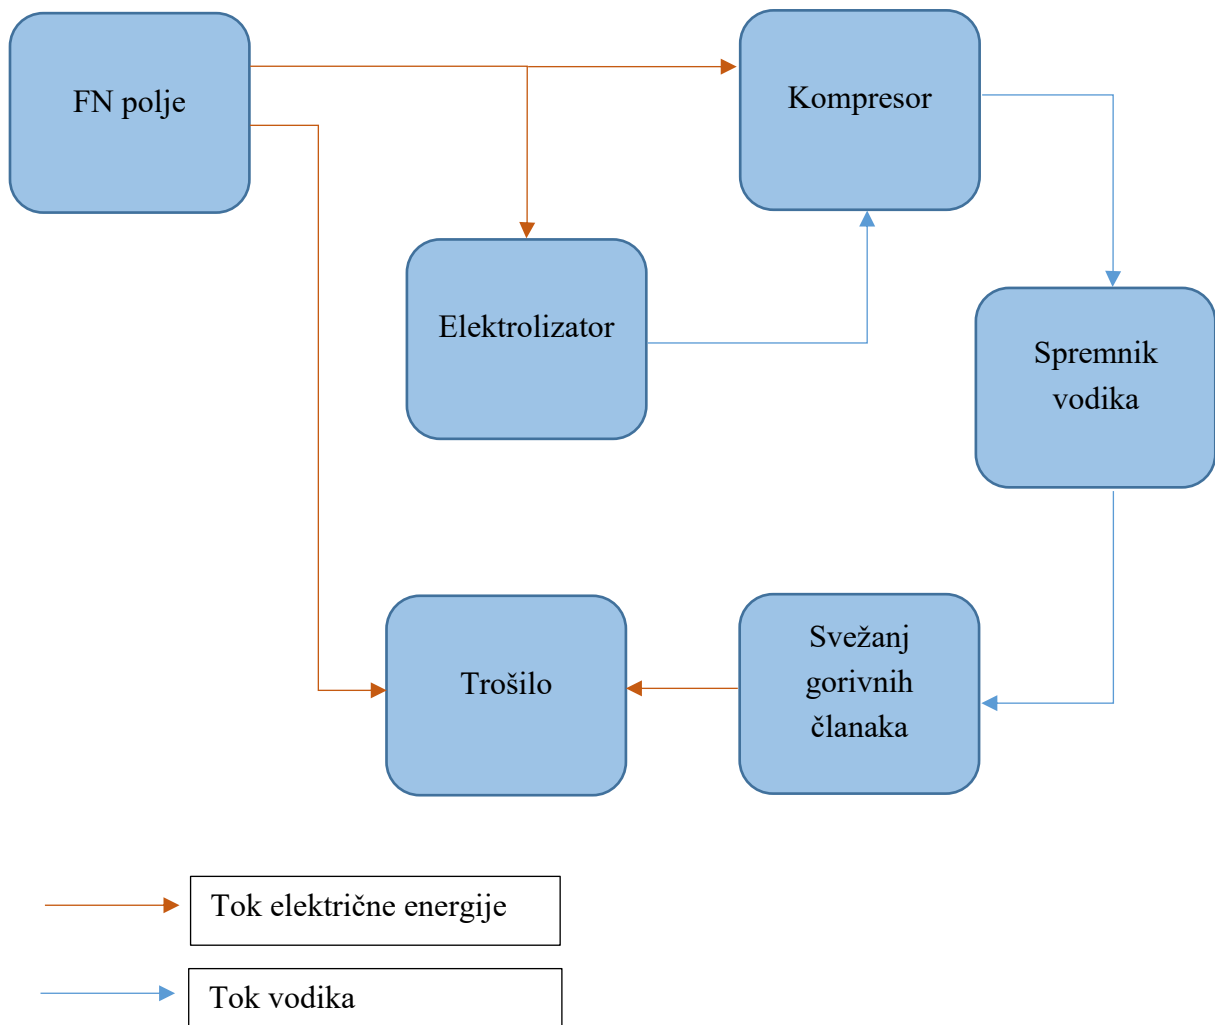 FN polje
Kompresor
Elektrolizator
Spremnik
vodika
Trošilo
Svežanj
gorivnih
članaka
Tok električne energije
Tok vodika